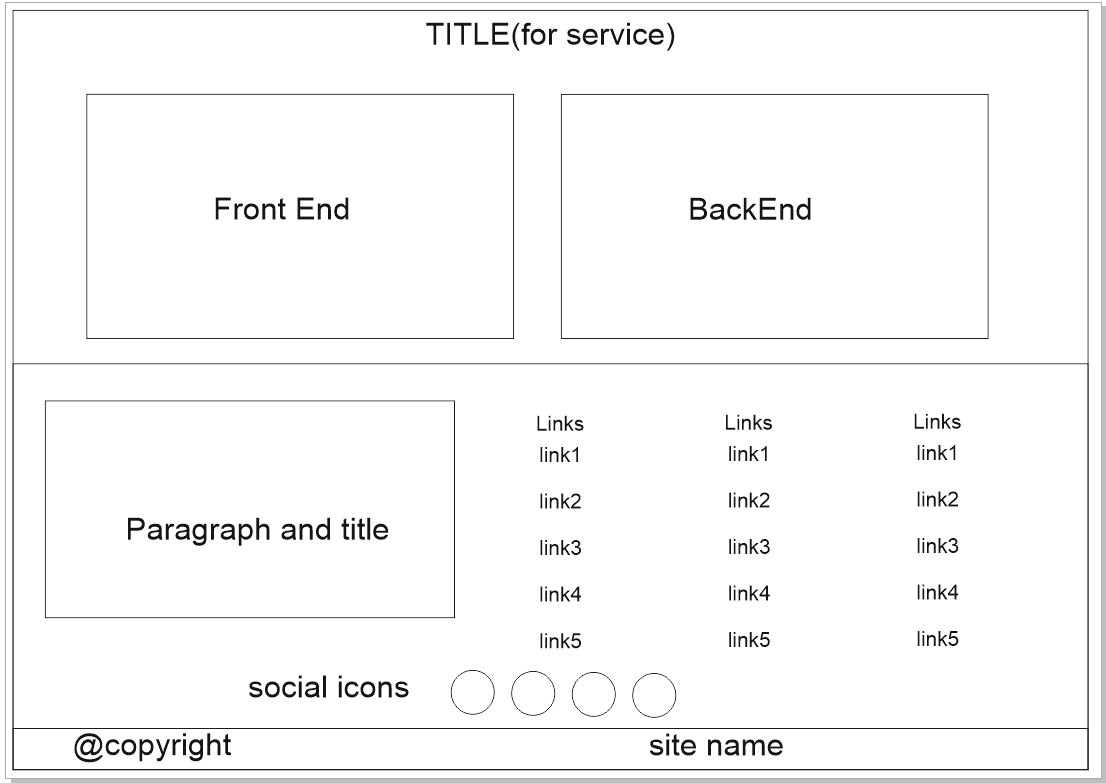 TITLE(for service)
Front End
BackEnd
Paragraph and title
Links
link1
link2
link3
link4
link5
Links
link1
link2
link3
link4
link5
Links
link1
link2
link3
link4
link5
social icons
@copyright
site name